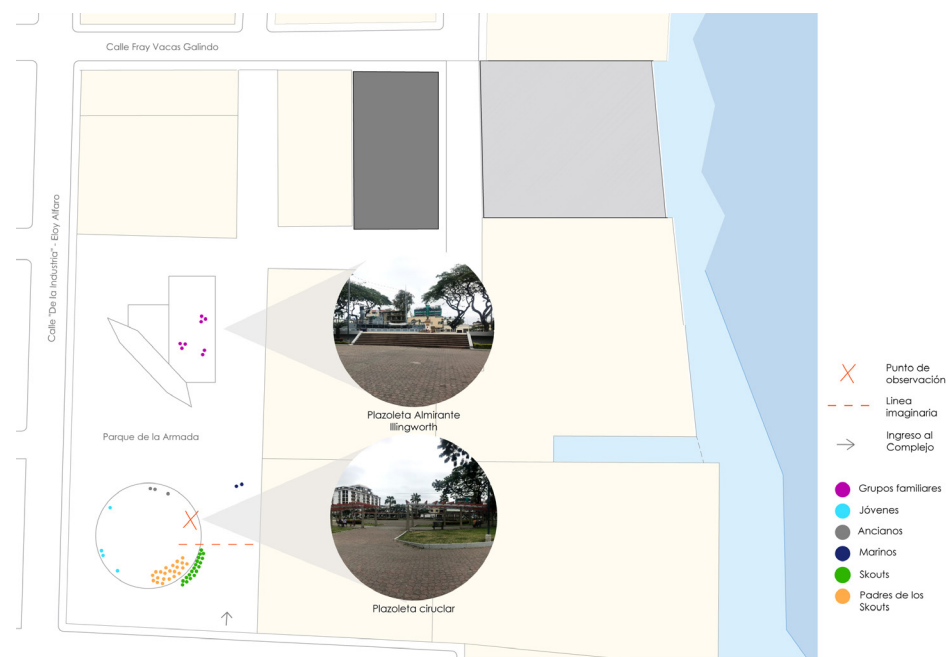 Calle Fray Vacas Galindo
Calle "De la Industria" - Eloy Alfaro
Plazoleta Almirante
Illingworth
Parque de la Armada
Plazoleta ciruclar
Punto de
observación
Linea
imaginaria
Ingreso al
Complejo
Grupos familiares
Jóvenes
Ancianos
Marinos
Skouts
Padres de los
Skouts